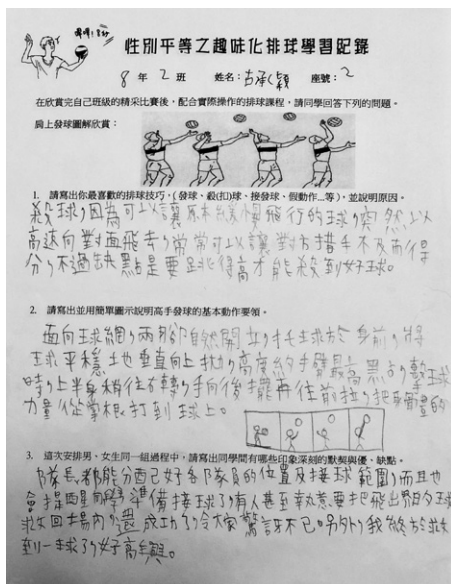 性別平等之趣味化排球學習記錄
8 年 2 班 姓名: 古承穎 座號: 2
在欣賞完自己班級的精采比賽後,配合實際操作的排球課程,請同學回答下列的問題。
肩上發球圖解欣賞:
1. 請寫出你最喜歡的排球技巧,(發球、殺(扣)球、接發球、假動作...等),並說明原因。
殺球,因為可以讓原本緩慢飛行的球,突然以
高速向對面飛去,常常可以讓對方措手不及而得
分,不過缺點是要跳得高才能殺到好球。
2. 請寫出並用簡單圖示說明高手發球的基本動作要領。
面向球網,兩腳自然開立,托球於身前,將
球平穩地垂直向上拋,高度約手臂最高點,擊球
時,上半身稍往右轉,手向後擺再往前拉,把身體的
力量從掌根打到球上。
3. 這次安排男、女生同一組過程中,請寫出同學間有哪些印象深刻的默契與優、缺點。
隊長都能分配好各隊員的位置及接球範圍,而且也
會提醒同學準備接球,有人甚至執意要把飛出界的球
救回場內,還成功了,令大家驚訝不已。另外,我終於救
到一球了,好高興。